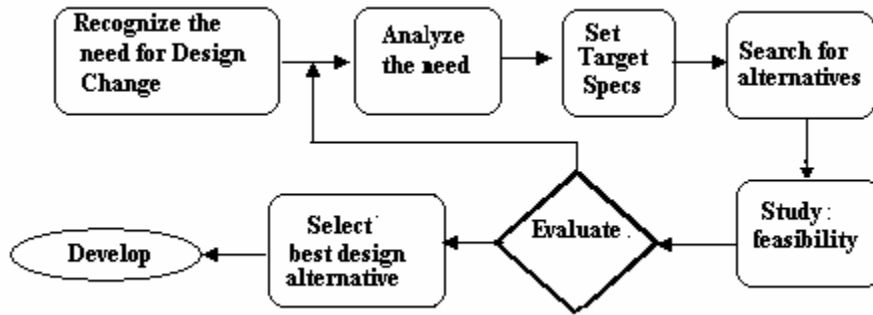 Recognize the
need for Design
Change
Analyze
the need
Set
Target
Specs
Search for
alternatives
Study :
feasibility
Evaluate .
Select
best design
alternative
Develop